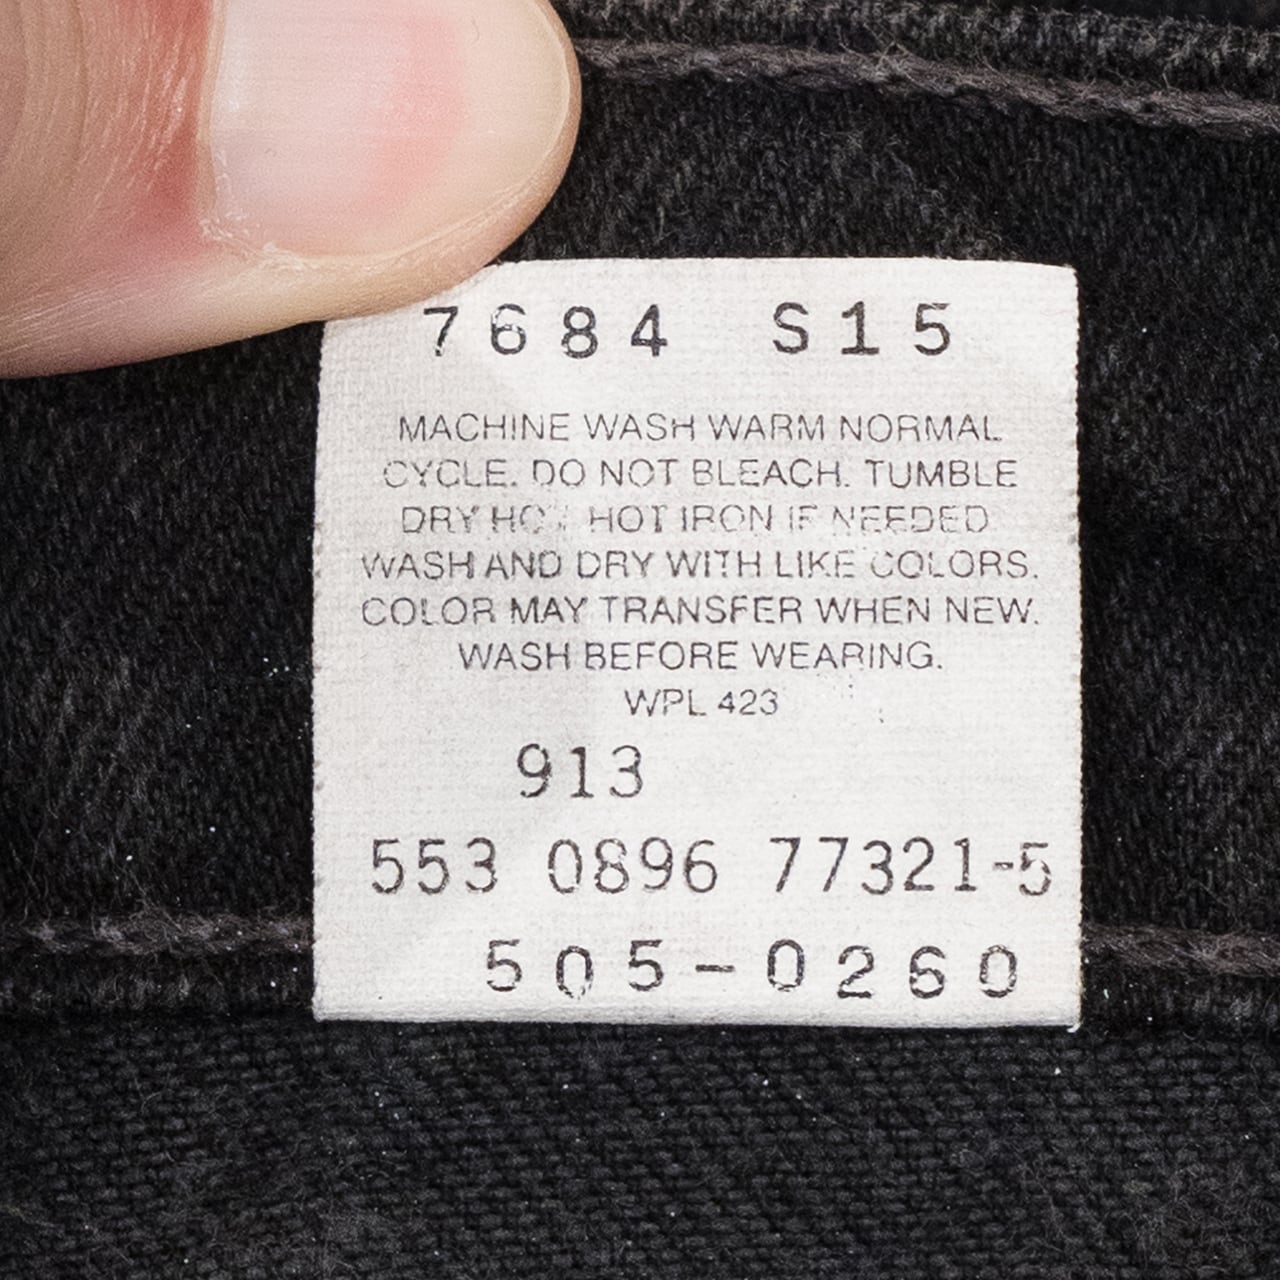 7684 S15
MACHINE WASH WARM NORMAL
CYCLE. DO NOT BLEACH. TUMBLE
DRY HOT HOT IRON IF NEEDED
WASH AND DRY WITH LIKE COLORS.
COLOR MAY TRANSFER WHEN NEW.
WASH BEFORE WEARING.
WPL 423
913
553 0896 77321-5
505-0260